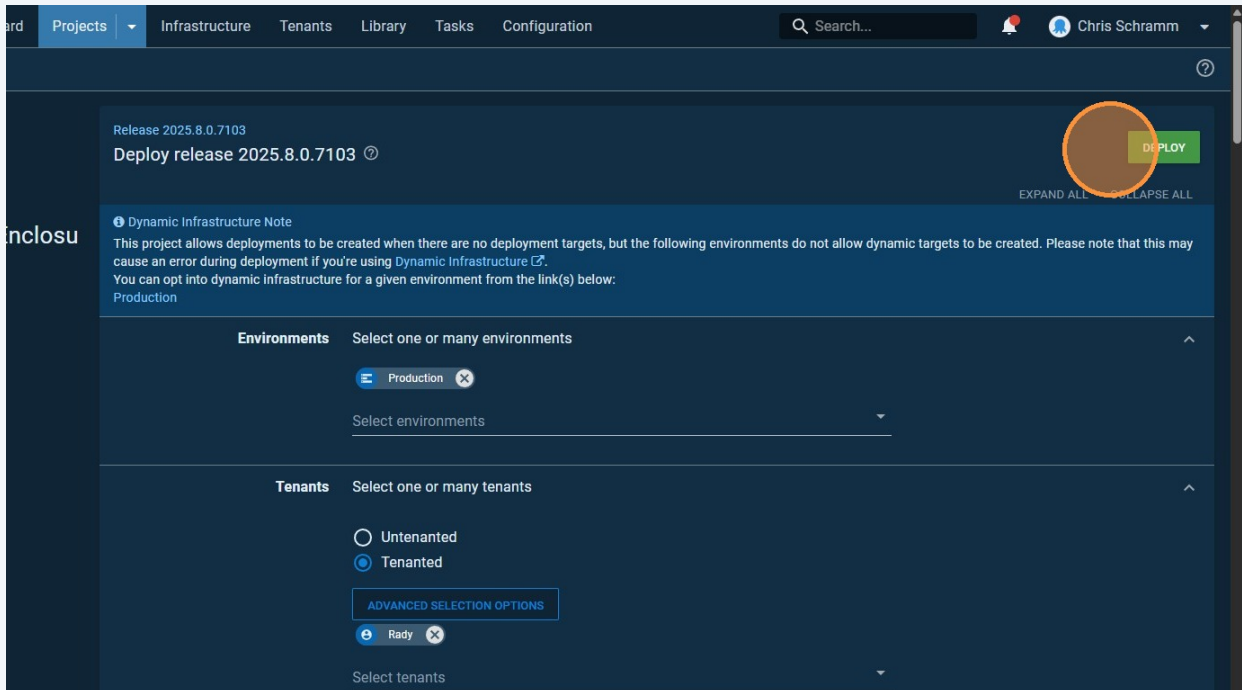 ard Projects Infrastructure Tenants Library Tasks Configuration Search... Chris Schramm
Release 2025.8.0.7103
Deploy release 2025.8.0.7103
DEPLOY
EXPAND ALL COLLAPSE ALL
Enclosu
Dynamic Infrastructure Note
This project allows deployments to be created when there are no deployment targets, but the following environments do not allow dynamic targets to be created. Please note that this may
cause an error during deployment if you're using Dynamic Infrastructure.
You can opt into dynamic infrastructure for a given environment from the link(s) below:
Production
Environments Select one or many environments
Production
Select environments
Tenants Select one or many tenants
Untenanted
Tenanted
ADVANCED SELECTION OPTIONS
Rady
Select tenants